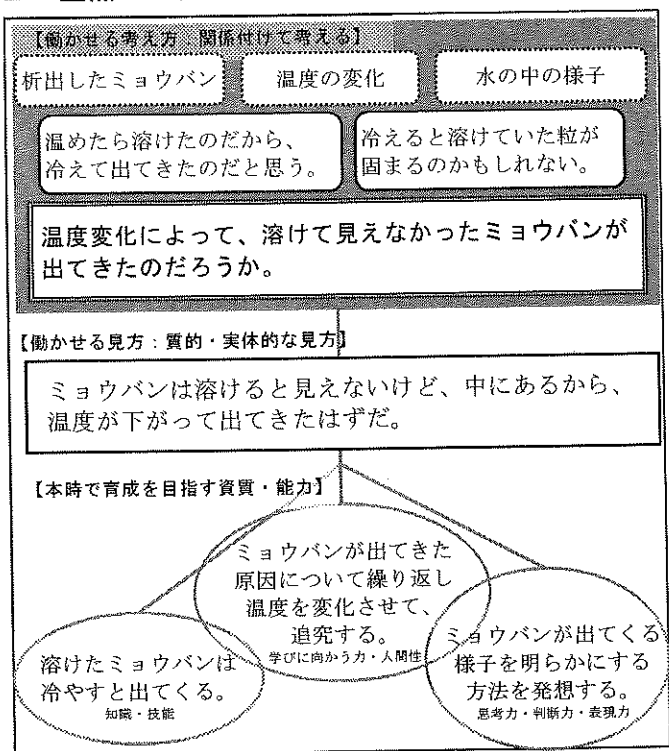 【働かせる考え方:関係付けて考える】
析出したミョウバン
温度の変化
水の中の様子
温めたら溶けたのだから、
冷えて出てきたのだと思う。
冷えると溶けていた粒が
固まるのかもしれない。
温度変化によって、溶けて見えなかったミョウバンが
出てきたのだろうか。
【働かせる見方:質的・実体的な見方】
ミョウバンは溶けると見えないけど、中にあるから、
温度が下がって出てきたはずだ。
【本時で育成を目指す資質・能力】
ミョウバンが出てきた
原因について繰り返し
温度を変化させて、
追究する。
学びに向かう力・人間性
溶けたミョウバンは
冷やすと出てくる。
知識・技能
ミョウバンが出てくる
様子を明らかにする
方法を発想する。
思考力・判断力・表現力